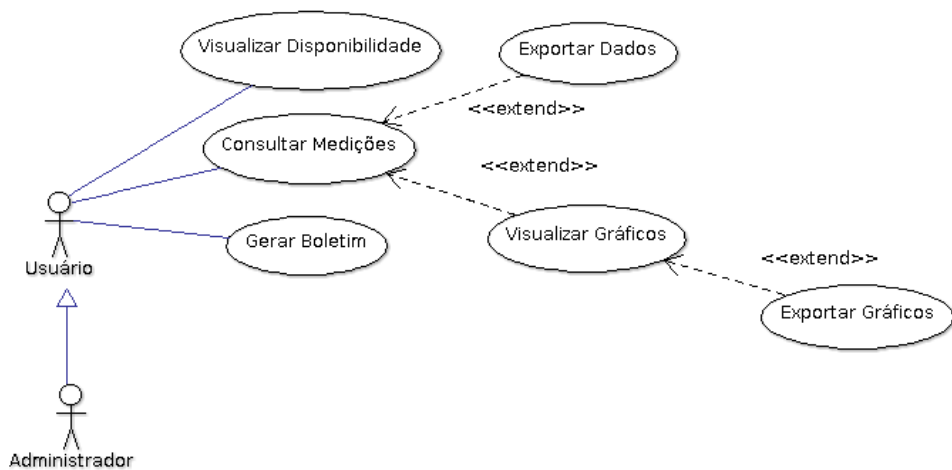 Visualizar Disponibilidade
Exportar Dados
<<extend>>
Consultar Medições
<<extend>>
Visualizar Gráficos
Gerar Boletim
<<extend>>
Usuário
Exportar Gráficos
Administrador